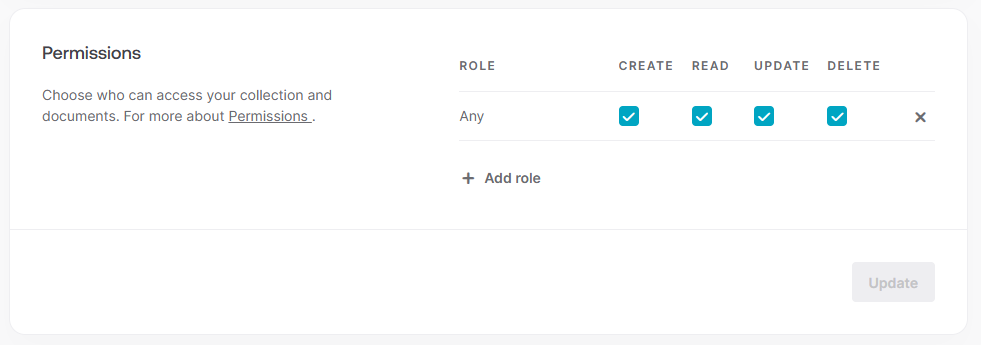 Permissions
Choose who can access your collection and
documents. For more about Permissions .
ROLE CREATE READ UPDATE DELETE
Any
Add role
Update